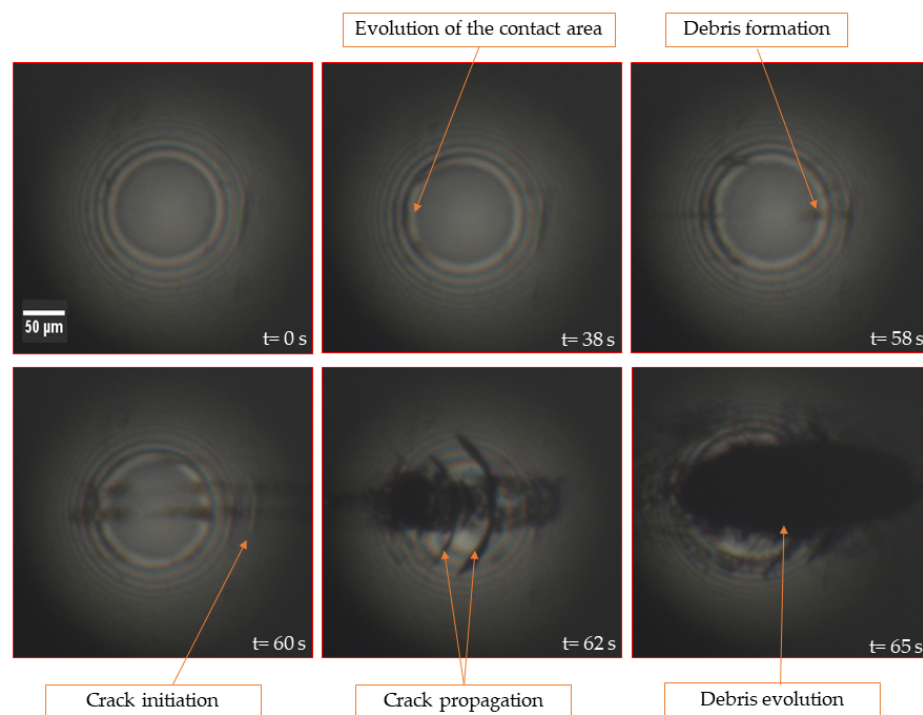 Evolution of the contact area
Debris formation
50 µm
t= 0 s
t= 38 s
t= 58 s
t= 60 s
t= 62 s
t= 65 s
Crack initiation
Crack propagation
Debris evolution